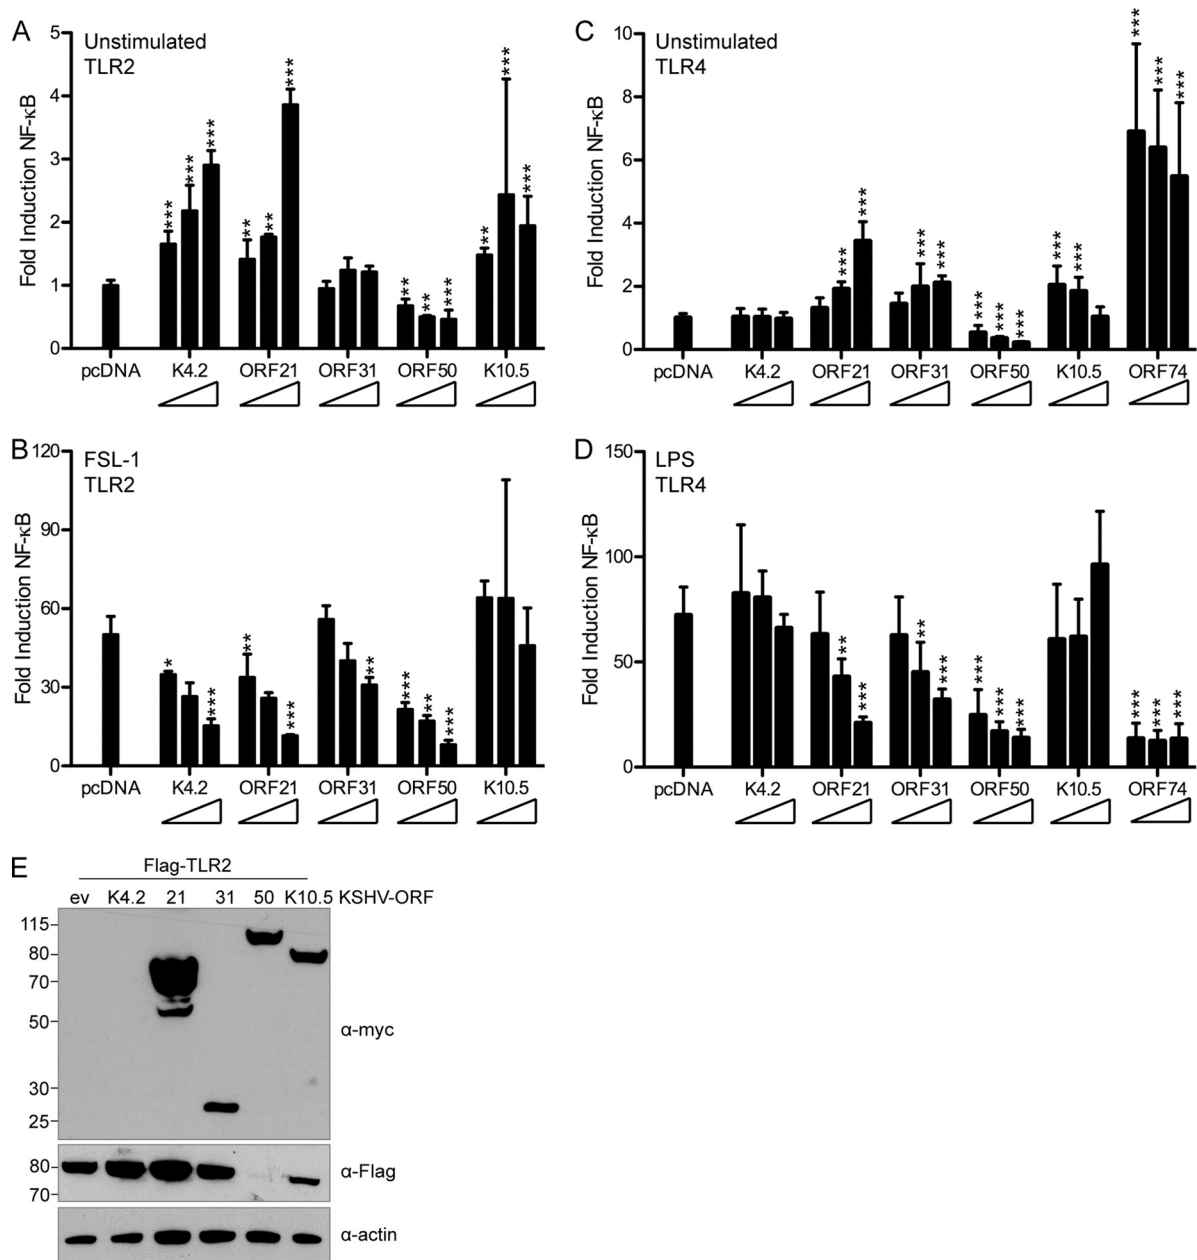 A
Unstimulated
TLR2
Fold Induction NF-κB
5
4
3
2
1
0
***
***
***
**
**
***
**
**
***
**
***
***
pcDNA K4.2 ORF21 ORF31 ORF50 K10.5
C
Unstimulated
TLR4
Fold Induction NF-κB
10
8
6
4
2
0
***
***
***
***
***
***
***
***
***
***
***
***
pcDNA K4.2 ORF21 ORF31 ORF50 K10.5 ORF74
B
FSL-1
TLR2
Fold Induction NF-κB
120
90
60
30
0
*
***
**
***
**
***
**
***
pcDNA K4.2 ORF21 ORF31 ORF50 K10.5
D
LPS
TLR4
Fold Induction NF-κB
150
100
50
0
**
***
**
***
***
***
***
***
***
***
pcDNA K4.2 ORF21 ORF31 ORF50 K10.5 ORF74
E
Flag-TLR2
ev K4.2 21 31 50 K10.5 KSHV-ORF
115
80
70
50
30
25
α-myc
80
70
α-Flag
α-actin